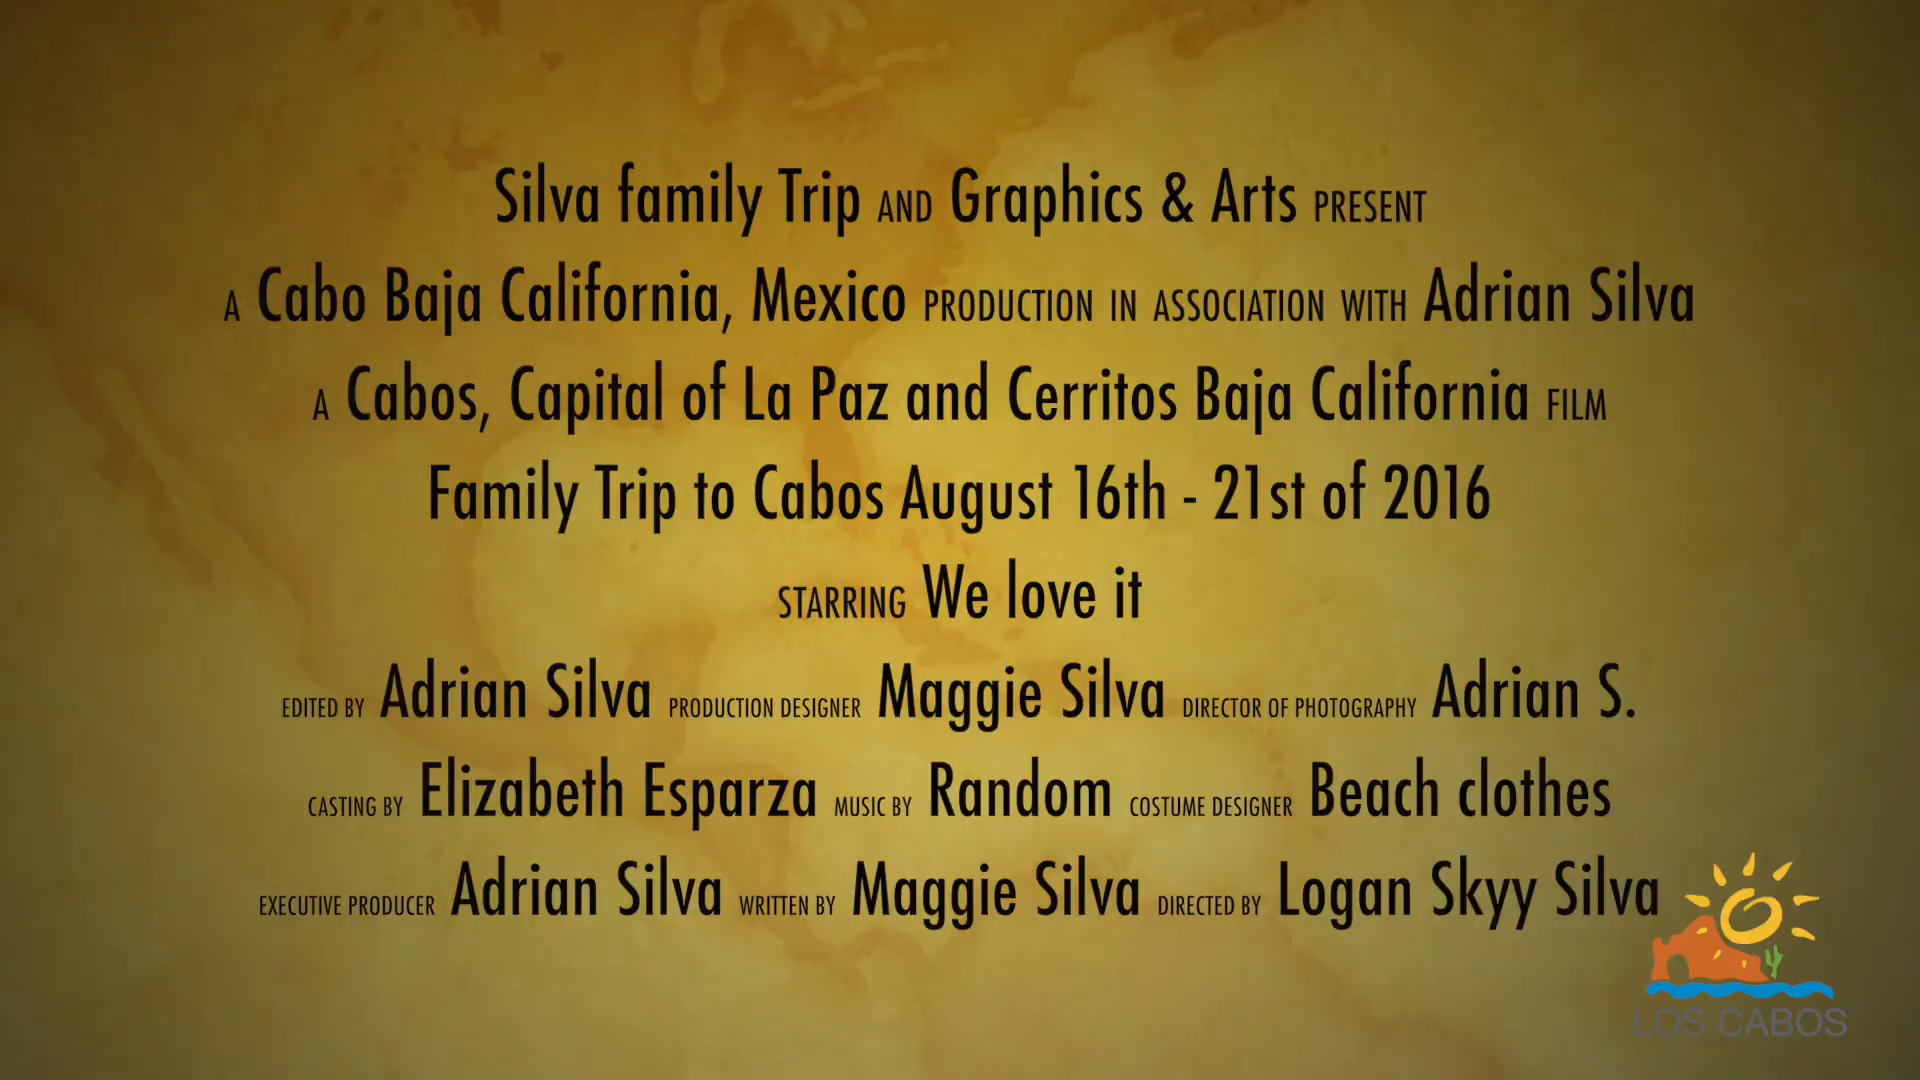 Silva family Trip AND Graphics & Arts PRESENT
A Cabo Baja California, Mexico PRODUCTION IN ASSOCIATION WITH Adrian Silva
A Cabos, Capital of La Paz and Cerritos Baja California FILM
Family Trip to Cabos August 16th - 21st of 2016
STARRING We love it
EDITED BY Adrian Silva PRODUCTION DESIGNER Maggie Silva DIRECTOR OF PHOTOGRAPHY Adrian S.
CASTING BY Elizabeth Esparza MUSIC BY Random COSTUME DESIGNER Beach clothes
EXECUTIVE PRODUCER Adrian Silva WRITTEN BY Maggie Silva DIRECTED BY Logan Skyy Silva
LOS CABOS